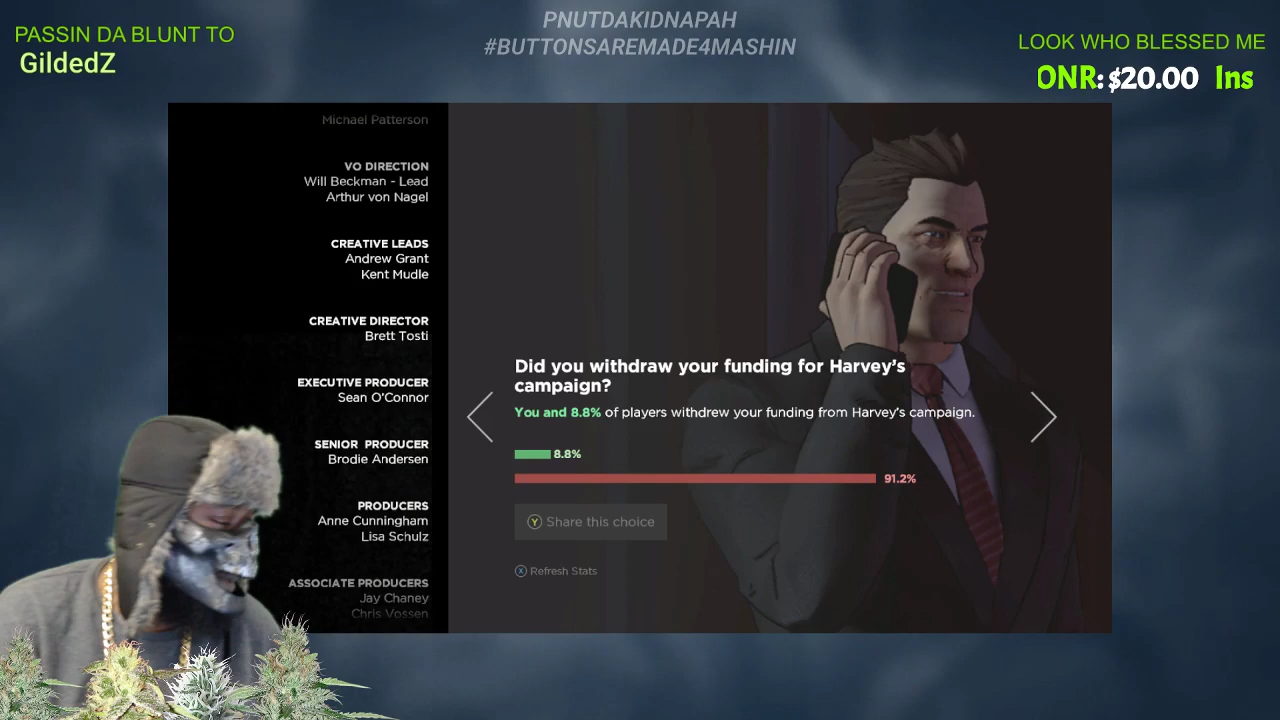 PASSIN DA BLUNT TO
GildedZ
PNUTDAKIDNAPAH
#BUTTONSAREMADE4MASHIN
LOOK WHO BLESSED ME
ONR: $20.00 Ins
Michael Patterson
VO DIRECTION
Will Beckman - Lead
Arthur von Nagel
CREATIVE LEADS
Andrew Grant
Kent Mudle
CREATIVE DIRECTOR
Brett Tosti
EXECUTIVE PRODUCER
Sean O'Connor
SENIOR PRODUCER
Brodie Andersen
PRODUCERS
Anne Cunningham
Lisa Schulz
ASSOCIATE PRODUCERS
Jay Chaney
Chris Vossen
Did you withdraw your funding for Harvey's
campaign?
You and 8.8% of players withdrew your funding from Harvey's campaign.
8.8%
91.2%
Y Share this choice
X Refresh Stats